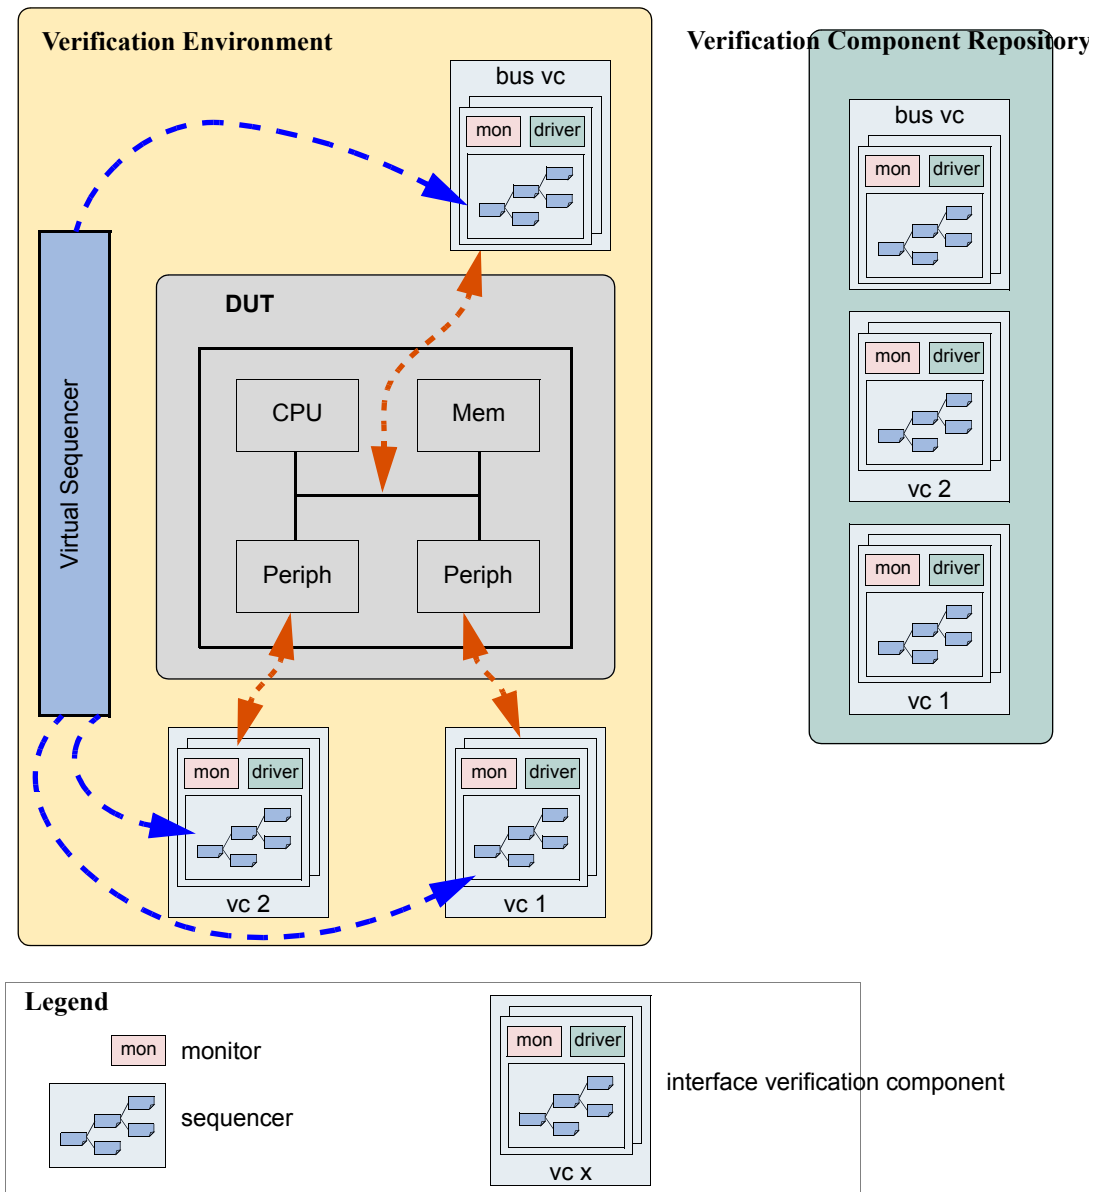 Verification Environment
bus vc
mon driver
DUT
CPU Mem
Periph Periph
Virtual Sequencer
mon driver
vc 2
mon driver
vc 1
Verification Component Repository
bus vc
mon driver
mon driver
vc 2
mon driver
vc 1
Legend
mon monitor
sequencer
mon driver
interface verification component
vc x